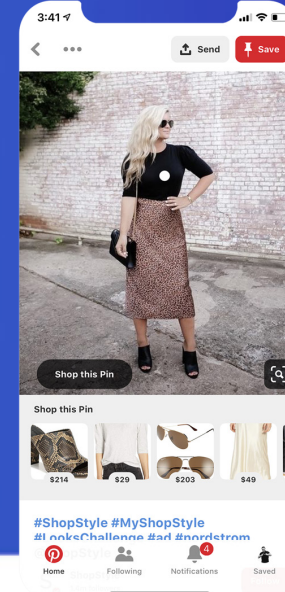 3:41
Send
Save
Shop this Pin
Shop this Pin
$214
$29
$203
$49
#ShopStyle #MyShopStyle
#LooksChallenge #ad #nordstrom
4
Home
Following
Notifications
Saved